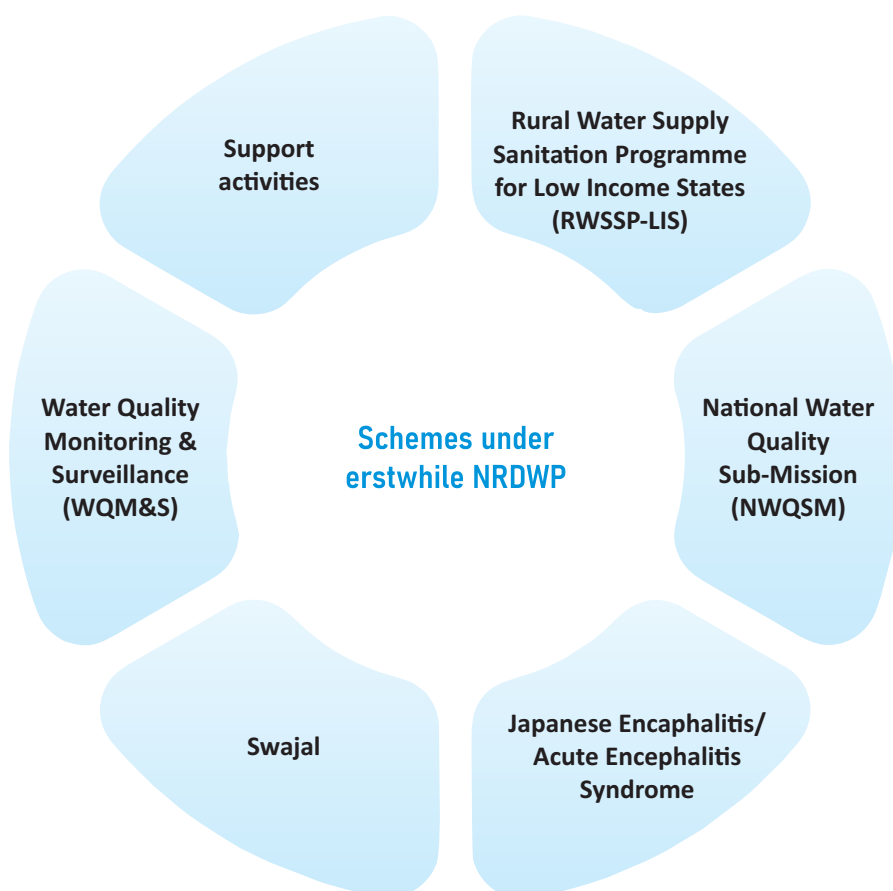 Support
activities
Rural Water Supply
Sanitation Programme
for Low Income States
(RWSSP-LIS)
Water Quality
Monitoring &
Surveillance
(WQM&S)
Schemes under
erstwhile NRDWP
National Water
Quality
Sub-Mission
(NWQSM)
Swajal
Japanese Encaphalitis/
Acute Encephalitis
Syndrome